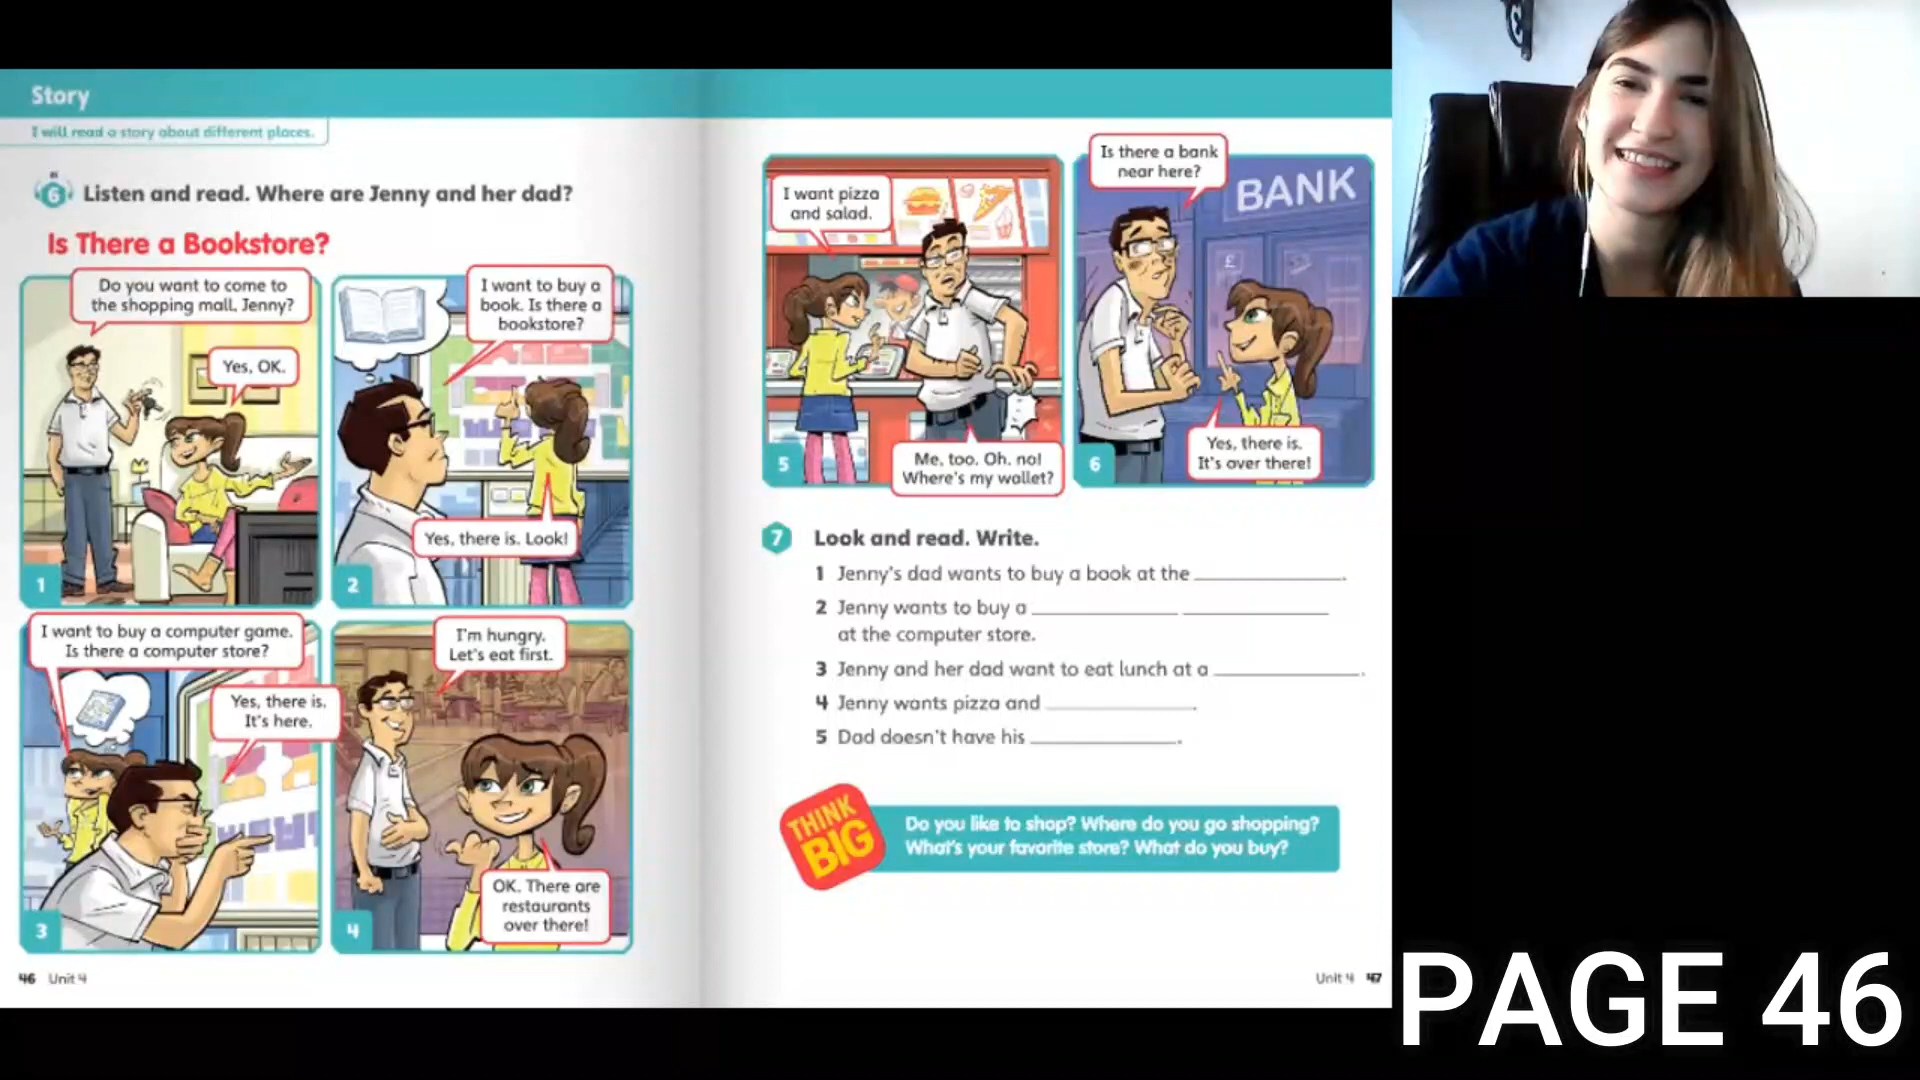 Story
I will read a story about different places.
6 Listen and read. Where are Jenny and her dad?
Is There a Bookstore?
Do you want to come to
the shopping mall, Jenny?
Yes, OK.
1
I want to buy a
book. Is there a
bookstore?
Yes, there is. Look!
2
I want to buy a computer game.
Is there a computer store?
Yes, there is.
It's here.
3
I'm hungry.
Let's eat first.
OK. There are
restaurants
over there!
4
46 Unit 4
I want pizza
and salad.
Me, too. Oh, no!
Where's my wallet?
5
Is there a bank
near here?
BANK
£
Yes, there is.
It's over there!
6
7 Look and read. Write.
1 Jenny's dad wants to buy a book at the ____________.
2 Jenny wants to buy a ____________ ____________
at the computer store.
3 Jenny and her dad want to eat lunch at a ____________.
4 Jenny wants pizza and ____________.
5 Dad doesn't have his ____________.
THINK
BIG
Do you like to shop? Where do you go shopping?
What's your favorite store? What do you buy?
Unit 4 47
PAGE 46